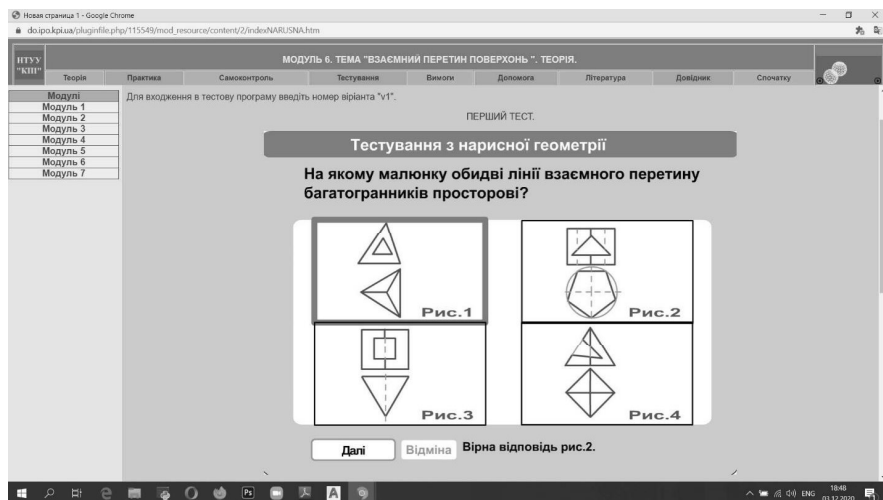 Новая страница 1 - Google Chrome
do.ipo.kpi.ua/pluginfile.php/115549/mod_resource/content/2/indexNARUSNA.htm
НТУУ "КПІ"
МОДУЛЬ 6. ТЕМА "ВЗАЄМНИЙ ПЕРЕТИН ПОВЕРХОНЬ ". ТЕОРІЯ.
Теорія Практика Самоконтроль Тестування Вимоги Допомога Література Довідник Спочатку
Модулі
Модуль 1
Модуль 2
Модуль 3
Модуль 4
Модуль 5
Модуль 6
Модуль 7
Для входження в тестову програму введіть номер віріанта "v1".
ПЕРШИЙ ТЕСТ.
Тестування з нарисної геометрії
На якому малюнку обидві лінії взаємного перетину
багатогранників просторові?
Рис.1
Рис.2
Рис.3
Рис.4
Далі Відміна Вірна відповідь рис.2.
Ps A ENG 18:48
03.12.2020